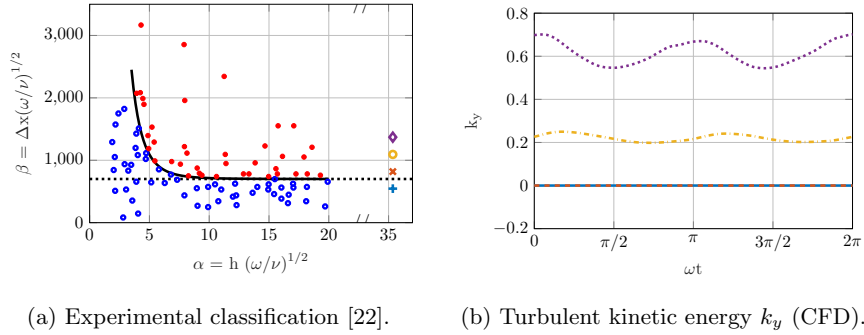 3,000
2,000
1,000
0
0 5 10 15 20 35
β = Δx(ω/ν)^{1/2}
α = h (ω/ν)^{1/2}
(a) Experimental classification [22].
0.8
0.6
0.4
0.2
0
−0.2
0 π/2 π 3π/2 2π
k_y
ωt
(b) Turbulent kinetic energy k_y (CFD).